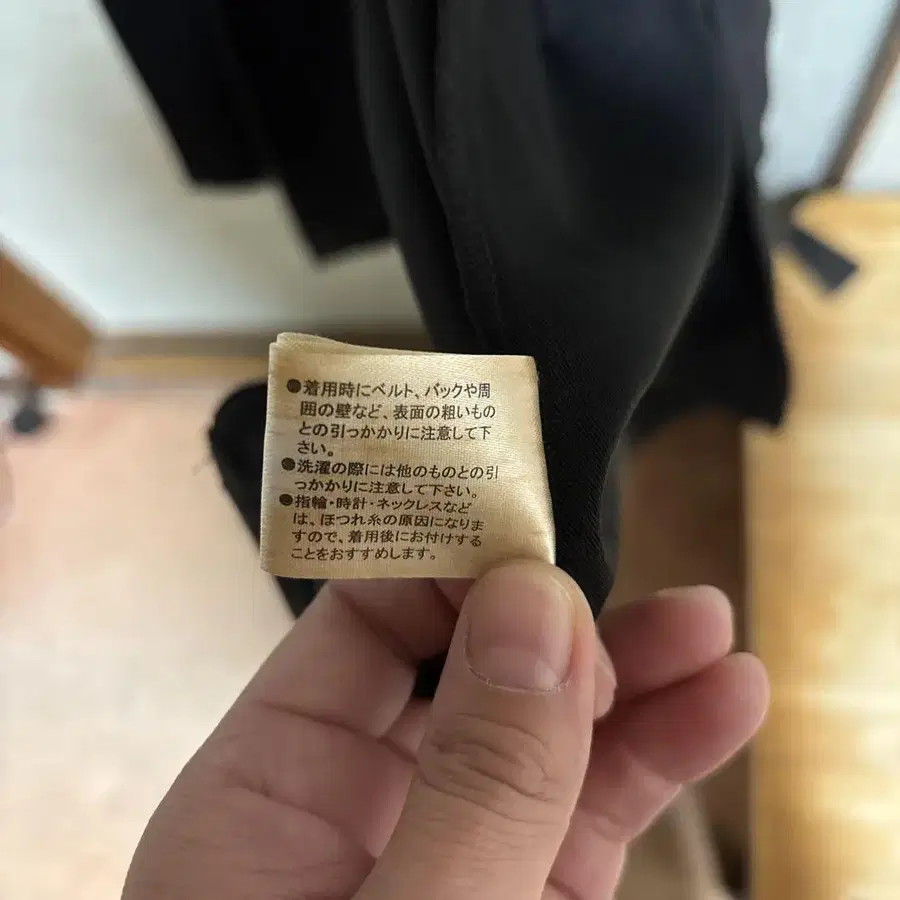 ●着用時にベルト、バックや周
囲の壁など、表面の粗いもの
との引っかかりに注意して下
さい。
●洗濯の際には他のものとの引
っかかりに注意して下さい。
●指輪・時計・ネックレスなど
は、ほつれ糸の原因になりま
すので、着用後にお付けする
ことをおすすめします。